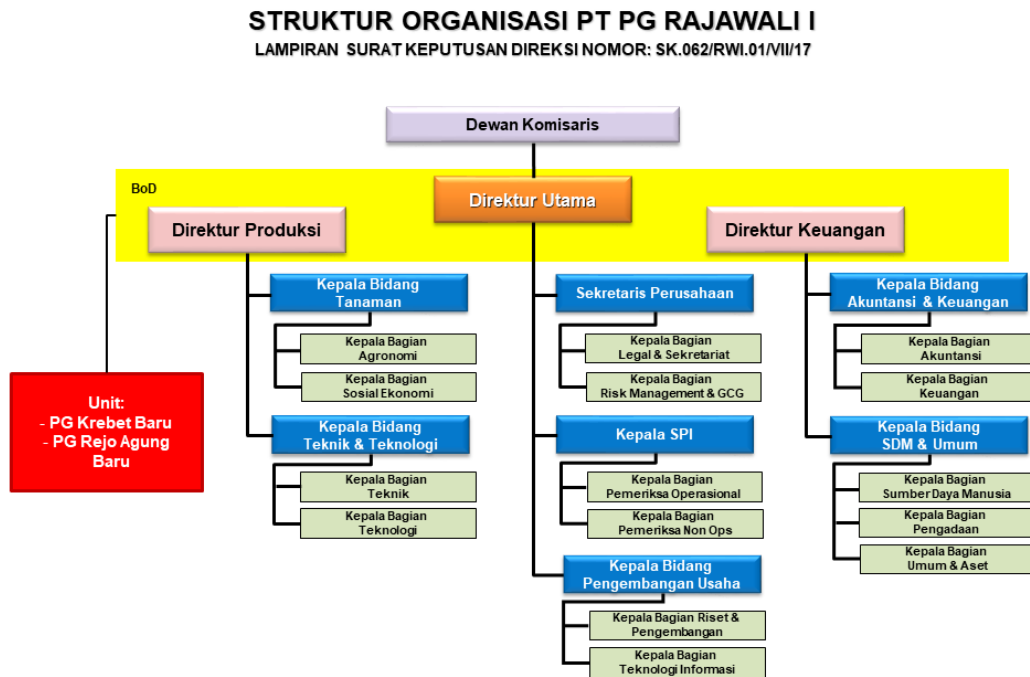 STRUKTUR ORGANISASI PT PG RAJAWALI I
LAMPIRAN SURAT KEPUTUSAN DIREKSI NOMOR: SK.062/RWI.01/VII/17
Dewan Komisaris
BoD
Direktur Utama
Direktur Produksi
Direktur Keuangan
Kepala Bidang
Tanaman
Kepala Bagian
Agronomi
Kepala Bagian
Sosial Ekonomi
Kepala Bidang
Teknik & Teknologi
Kepala Bagian
Teknik
Kepala Bagian
Teknologi
Sekretaris Perusahaan
Kepala Bagian
Legal & Sekretariat
Kepala Bagian
Risk Management & GCG
Kepala SPI
Kepala Bagian
Pemeriksa Operasional
Kepala Bagian
Pemeriksa Non Ops
Kepala Bidang
Pengembangan Usaha
Kepala Bagian Riset &
Pengembangan
Kepala Bagian
Teknologi Informasi
Kepala Bidang
Akuntansi & Keuangan
Kepala Bagian
Akuntansi
Kepala Bagian
Keuangan
Kepala Bidang
SDM & Umum
Kepala Bagian
Sumber Daya Manusia
Kepala Bagian
Pengadaan
Kepala Bagian
Umum & Aset
Unit:
- PG Krebet Baru
- PG Rejo Agung
Baru